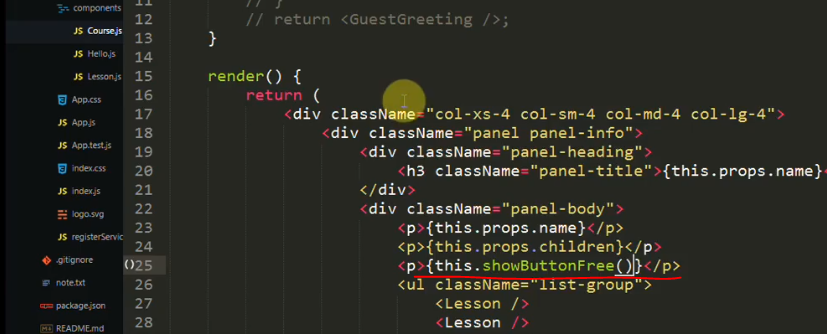 components
Course.js
Hello.js
Lesson.js
App.css
App.js
App.test.js
index.css
index.js
logo.svg
registerServic
.gitignore
note.txt
package.json
README.md
11 // }
12 // return <GuestGreeting />;
13 }
14
15 render() {
16 return (
17 <div className="col-xs-4 col-sm-4 col-md-4 col-lg-4">
18 <div className="panel panel-info">
19 <div className="panel-heading">
20 <h3 className="panel-title">{this.props.name}<
21 </div>
22 <div className="panel-body">
23 <p>{this.props.name}</p>
24 <p>{this.props.children}</p>
()25 <p>{this.showButtonFree()}</p>
26 <ul className="list-group">
27 <Lesson />
28 <Lesson />